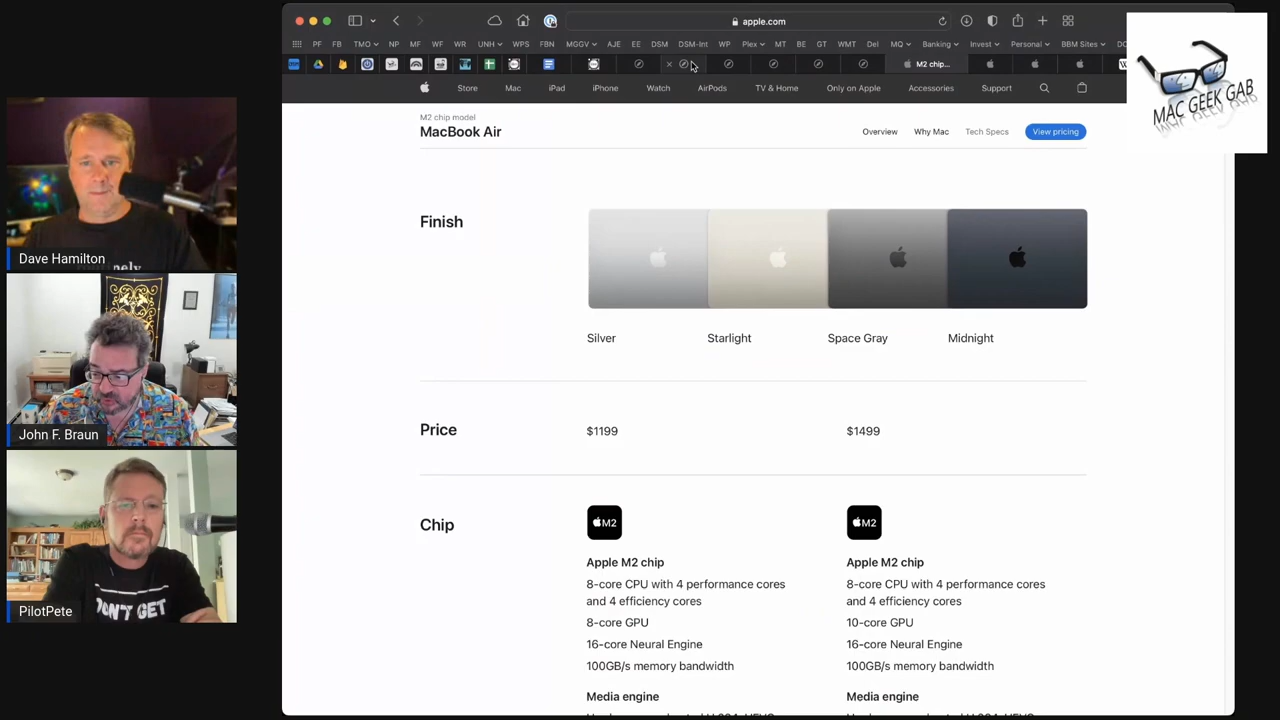 apple.com
PF FB TMO NP MF WF WR UNH WPS FBN MGGV AJE EE DSM DSM-Int WP Plex MT BE GT WMT Del MQ Banking Invest Personal BBM Sites
M2 chip...
Store Mac iPad iPhone Watch AirPods TV & Home Only on Apple Accessories Support
MAC GEEK GAB
M2 chip model
MacBook Air
Overview Why Mac Tech Specs View pricing
Finish
Silver Starlight Space Gray Midnight
Price
$1199 $1499
Chip
M2 M2
Apple M2 chip Apple M2 chip
8-core CPU with 4 performance cores 8-core CPU with 4 performance cores
and 4 efficiency cores and 4 efficiency cores
8-core GPU 10-core GPU
16-core Neural Engine 16-core Neural Engine
100GB/s memory bandwidth 100GB/s memory bandwidth
Media engine Media engine
Dave Hamilton
John F. Braun
DON'T GET
PilotPete